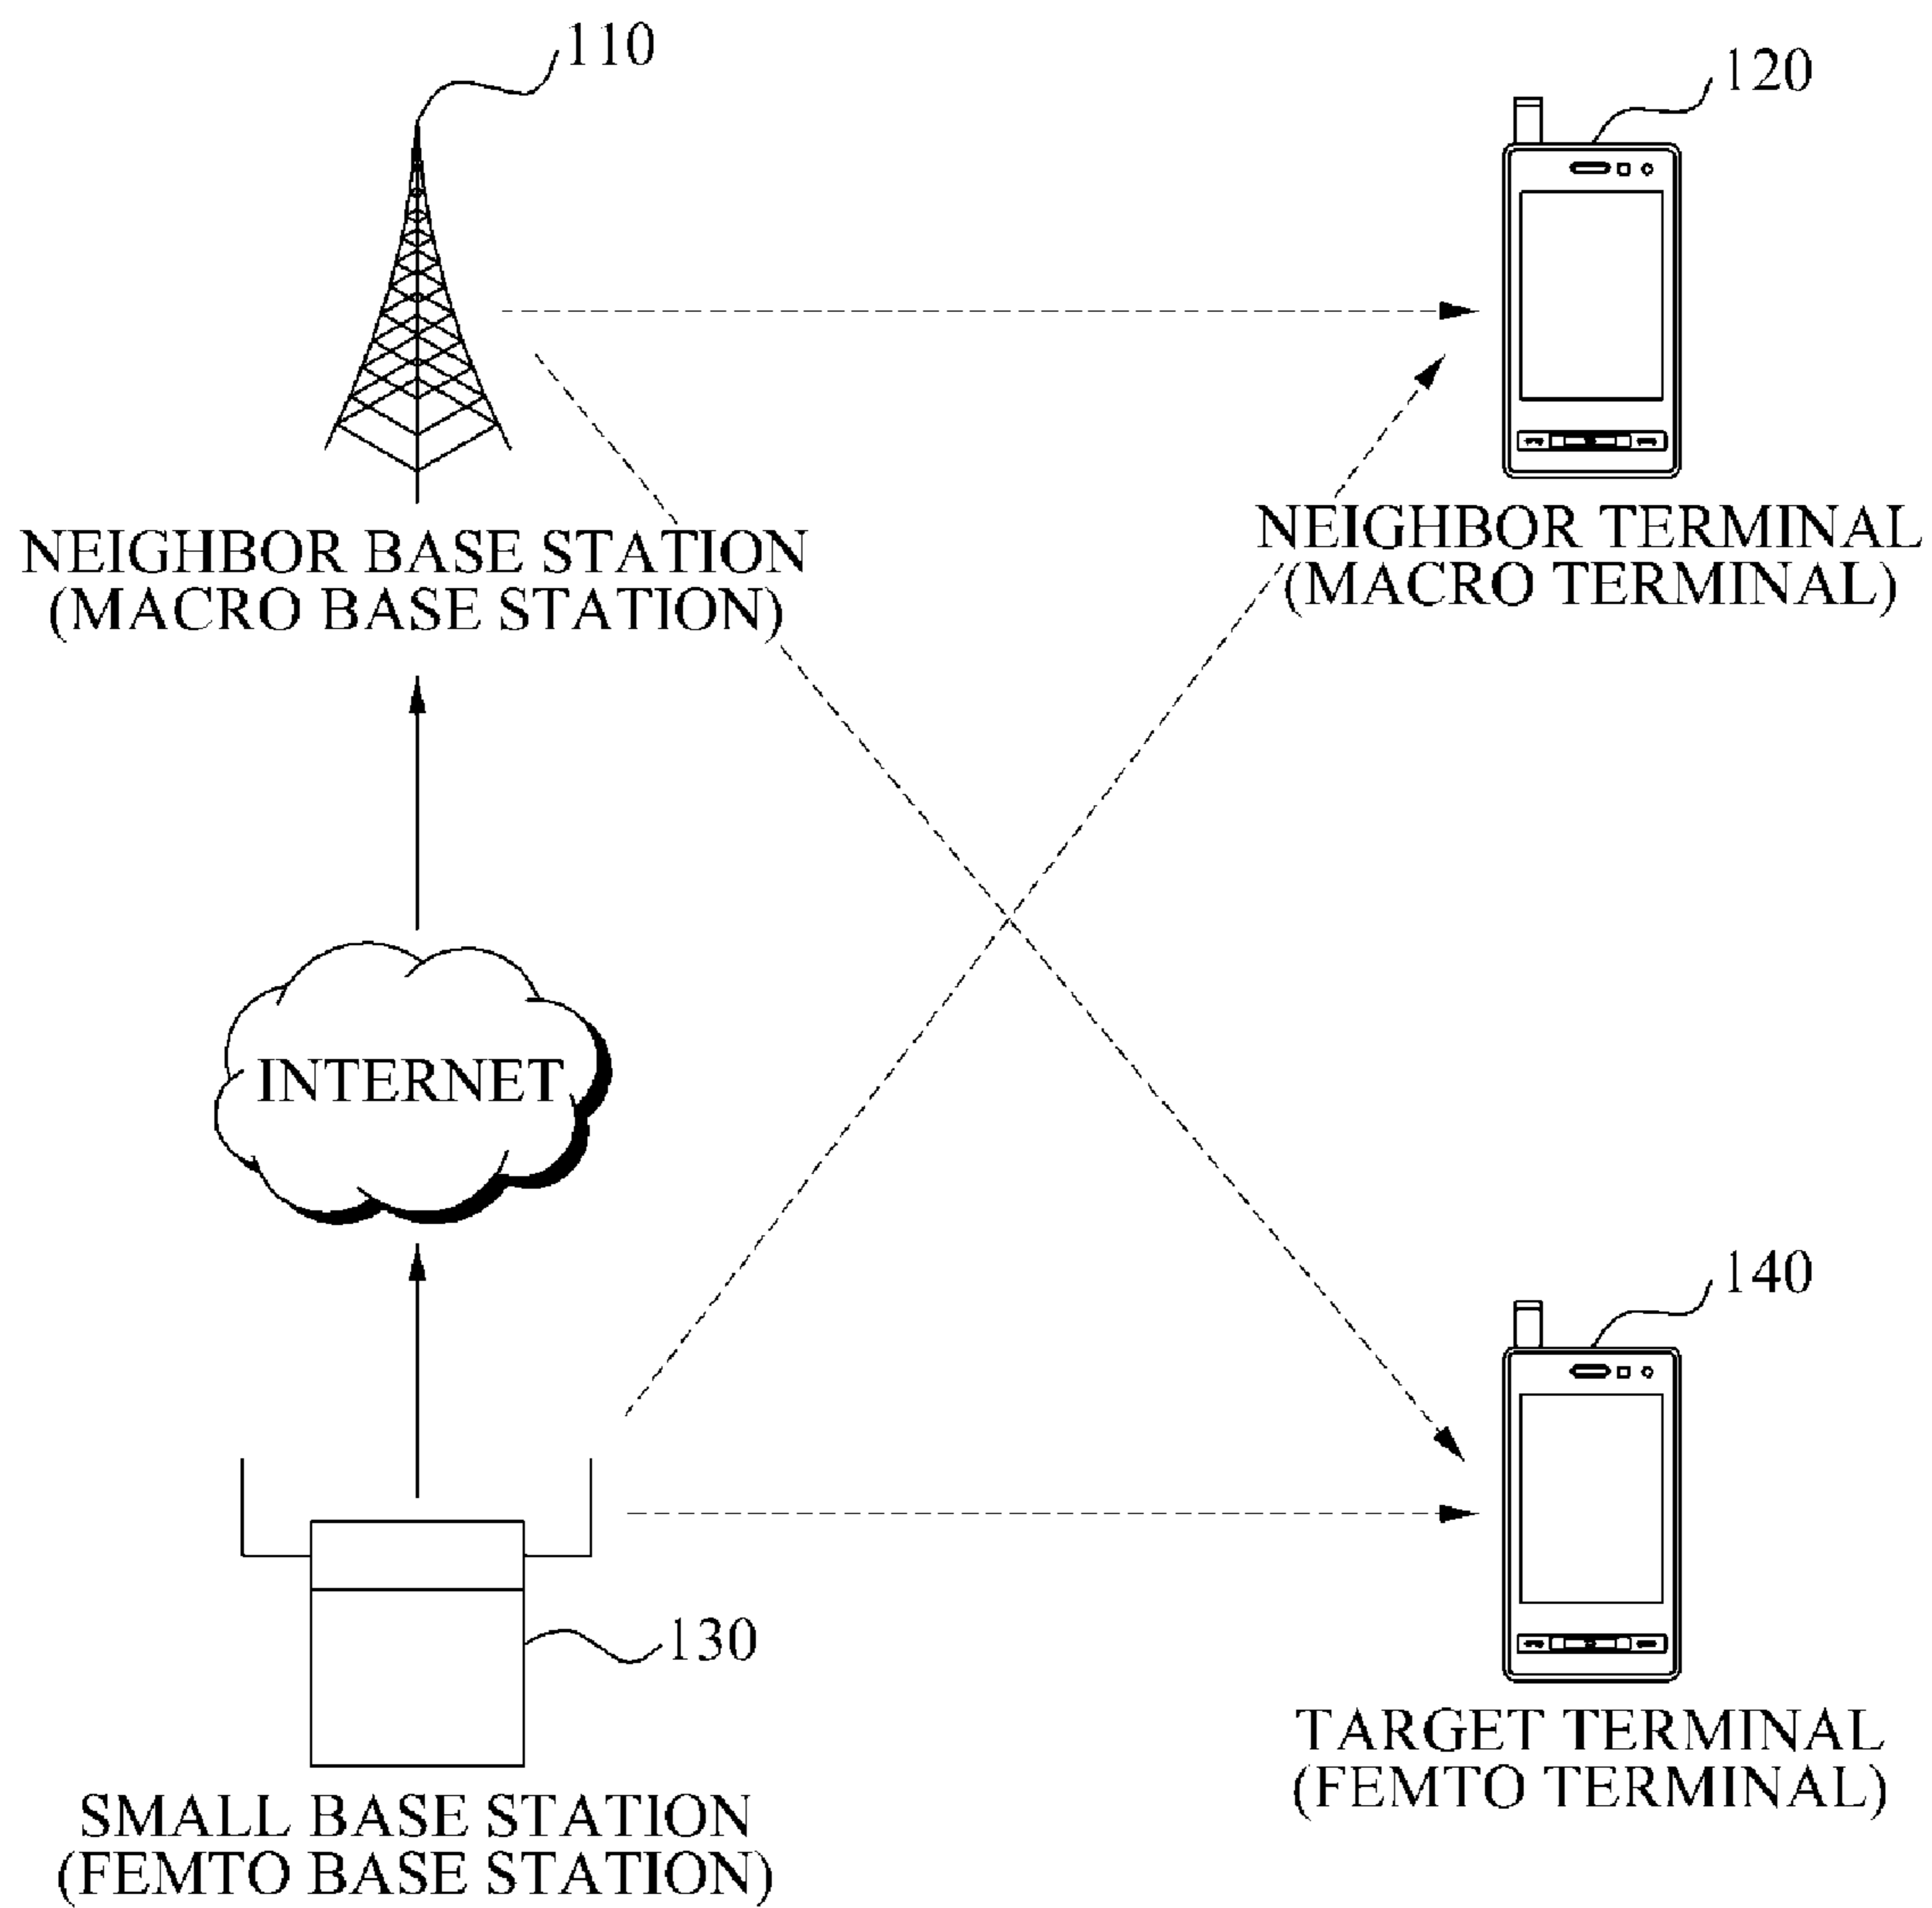 110
120
NEIGHBOR BASE STATION
(MACRO BASE STATION)
NEIGHBOR TERMINAL
(MACRO TERMINAL)
INTERNET
140
130
TARGET TERMINAL
(FEMTO TERMINAL)
SMALL BASE STATION
(FEMTO BASE STATION)